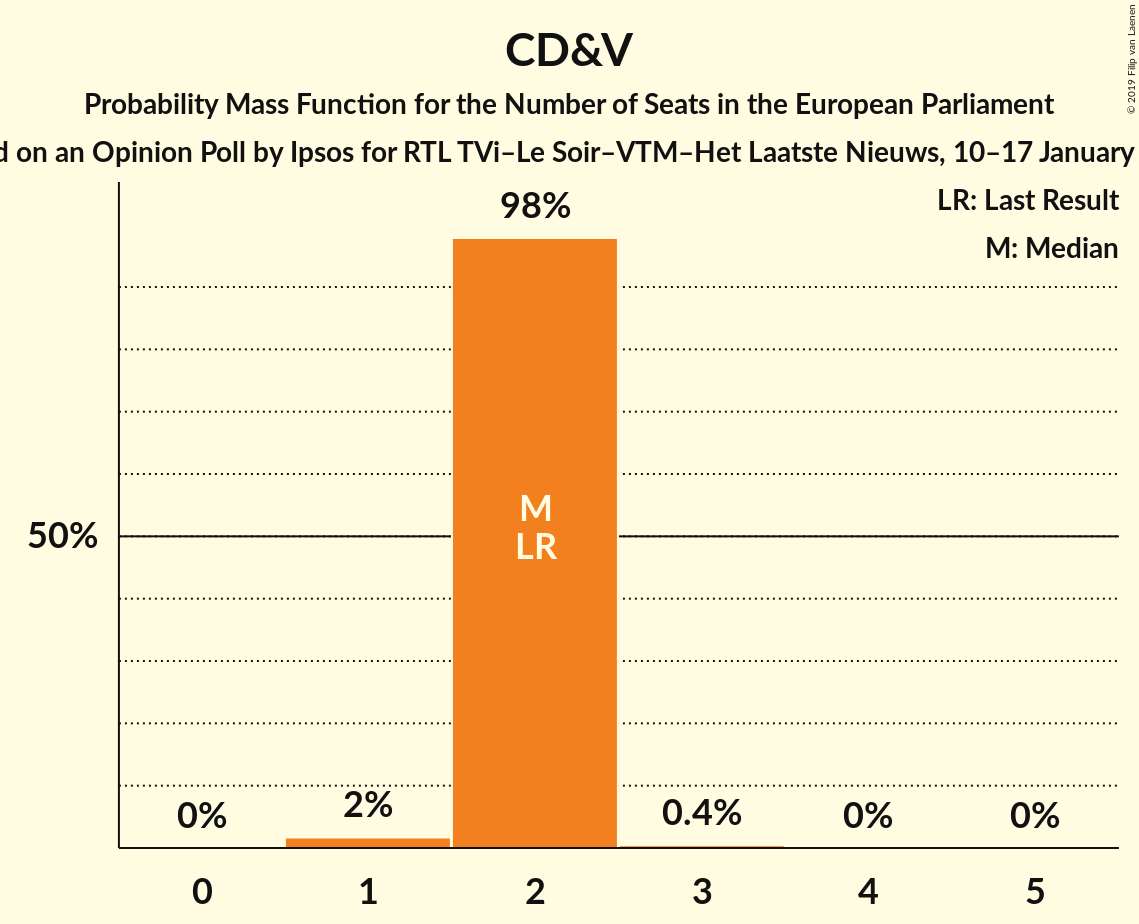 CD&V
Probability Mass Function for the Number of Seats in the European Parliament
on an Opinion Poll by Ipsos for RTL TVi–Le Soir–VTM–Het Laatste Nieuws, 10–17 January
© 2019 Filip van Laenen
LR: Last Result
M: Median
98%
M
LR
50%
0%
2%
0.4%
0%
0%
0
1
2
3
4
5